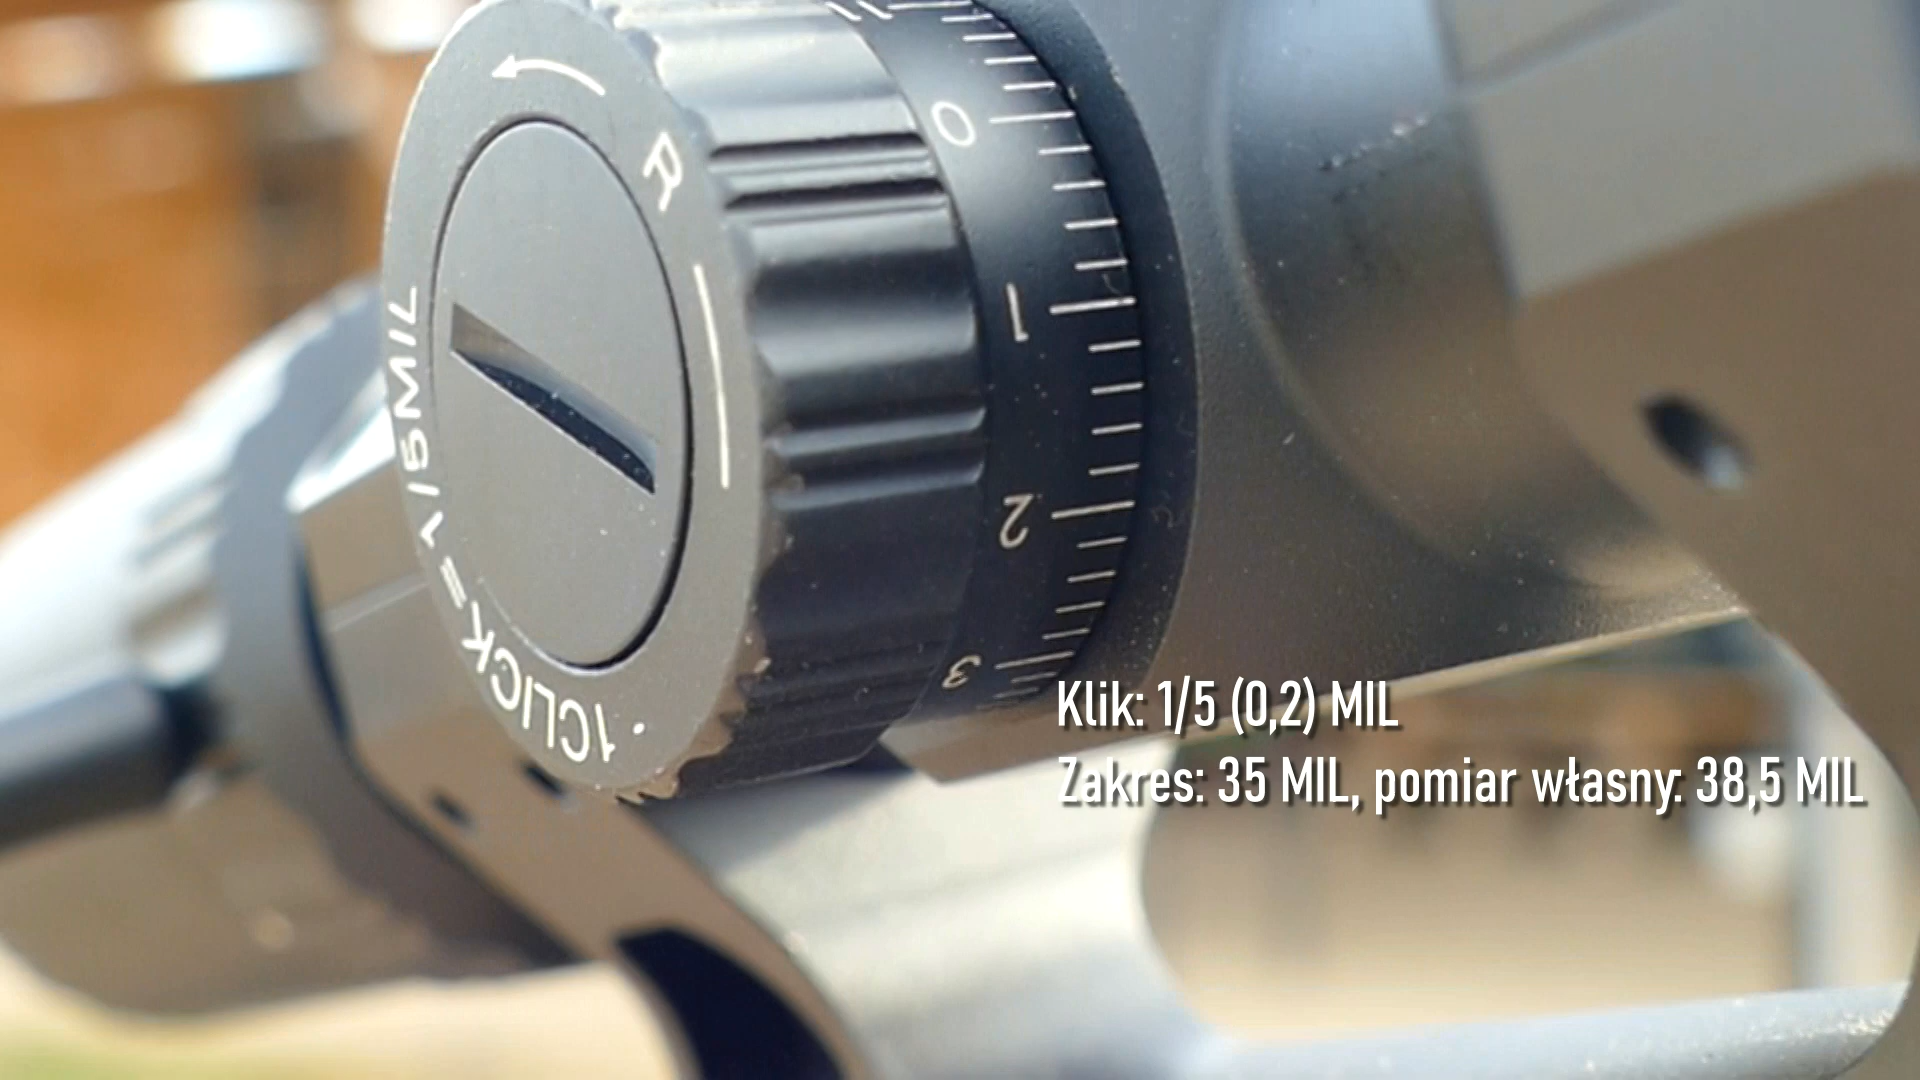 R
1CLICK=1/5MIL
0
1
2
3
Klik: 1/5 (0,2) MIL
Zakres: 35 MIL, pomiar własny: 38,5 MIL